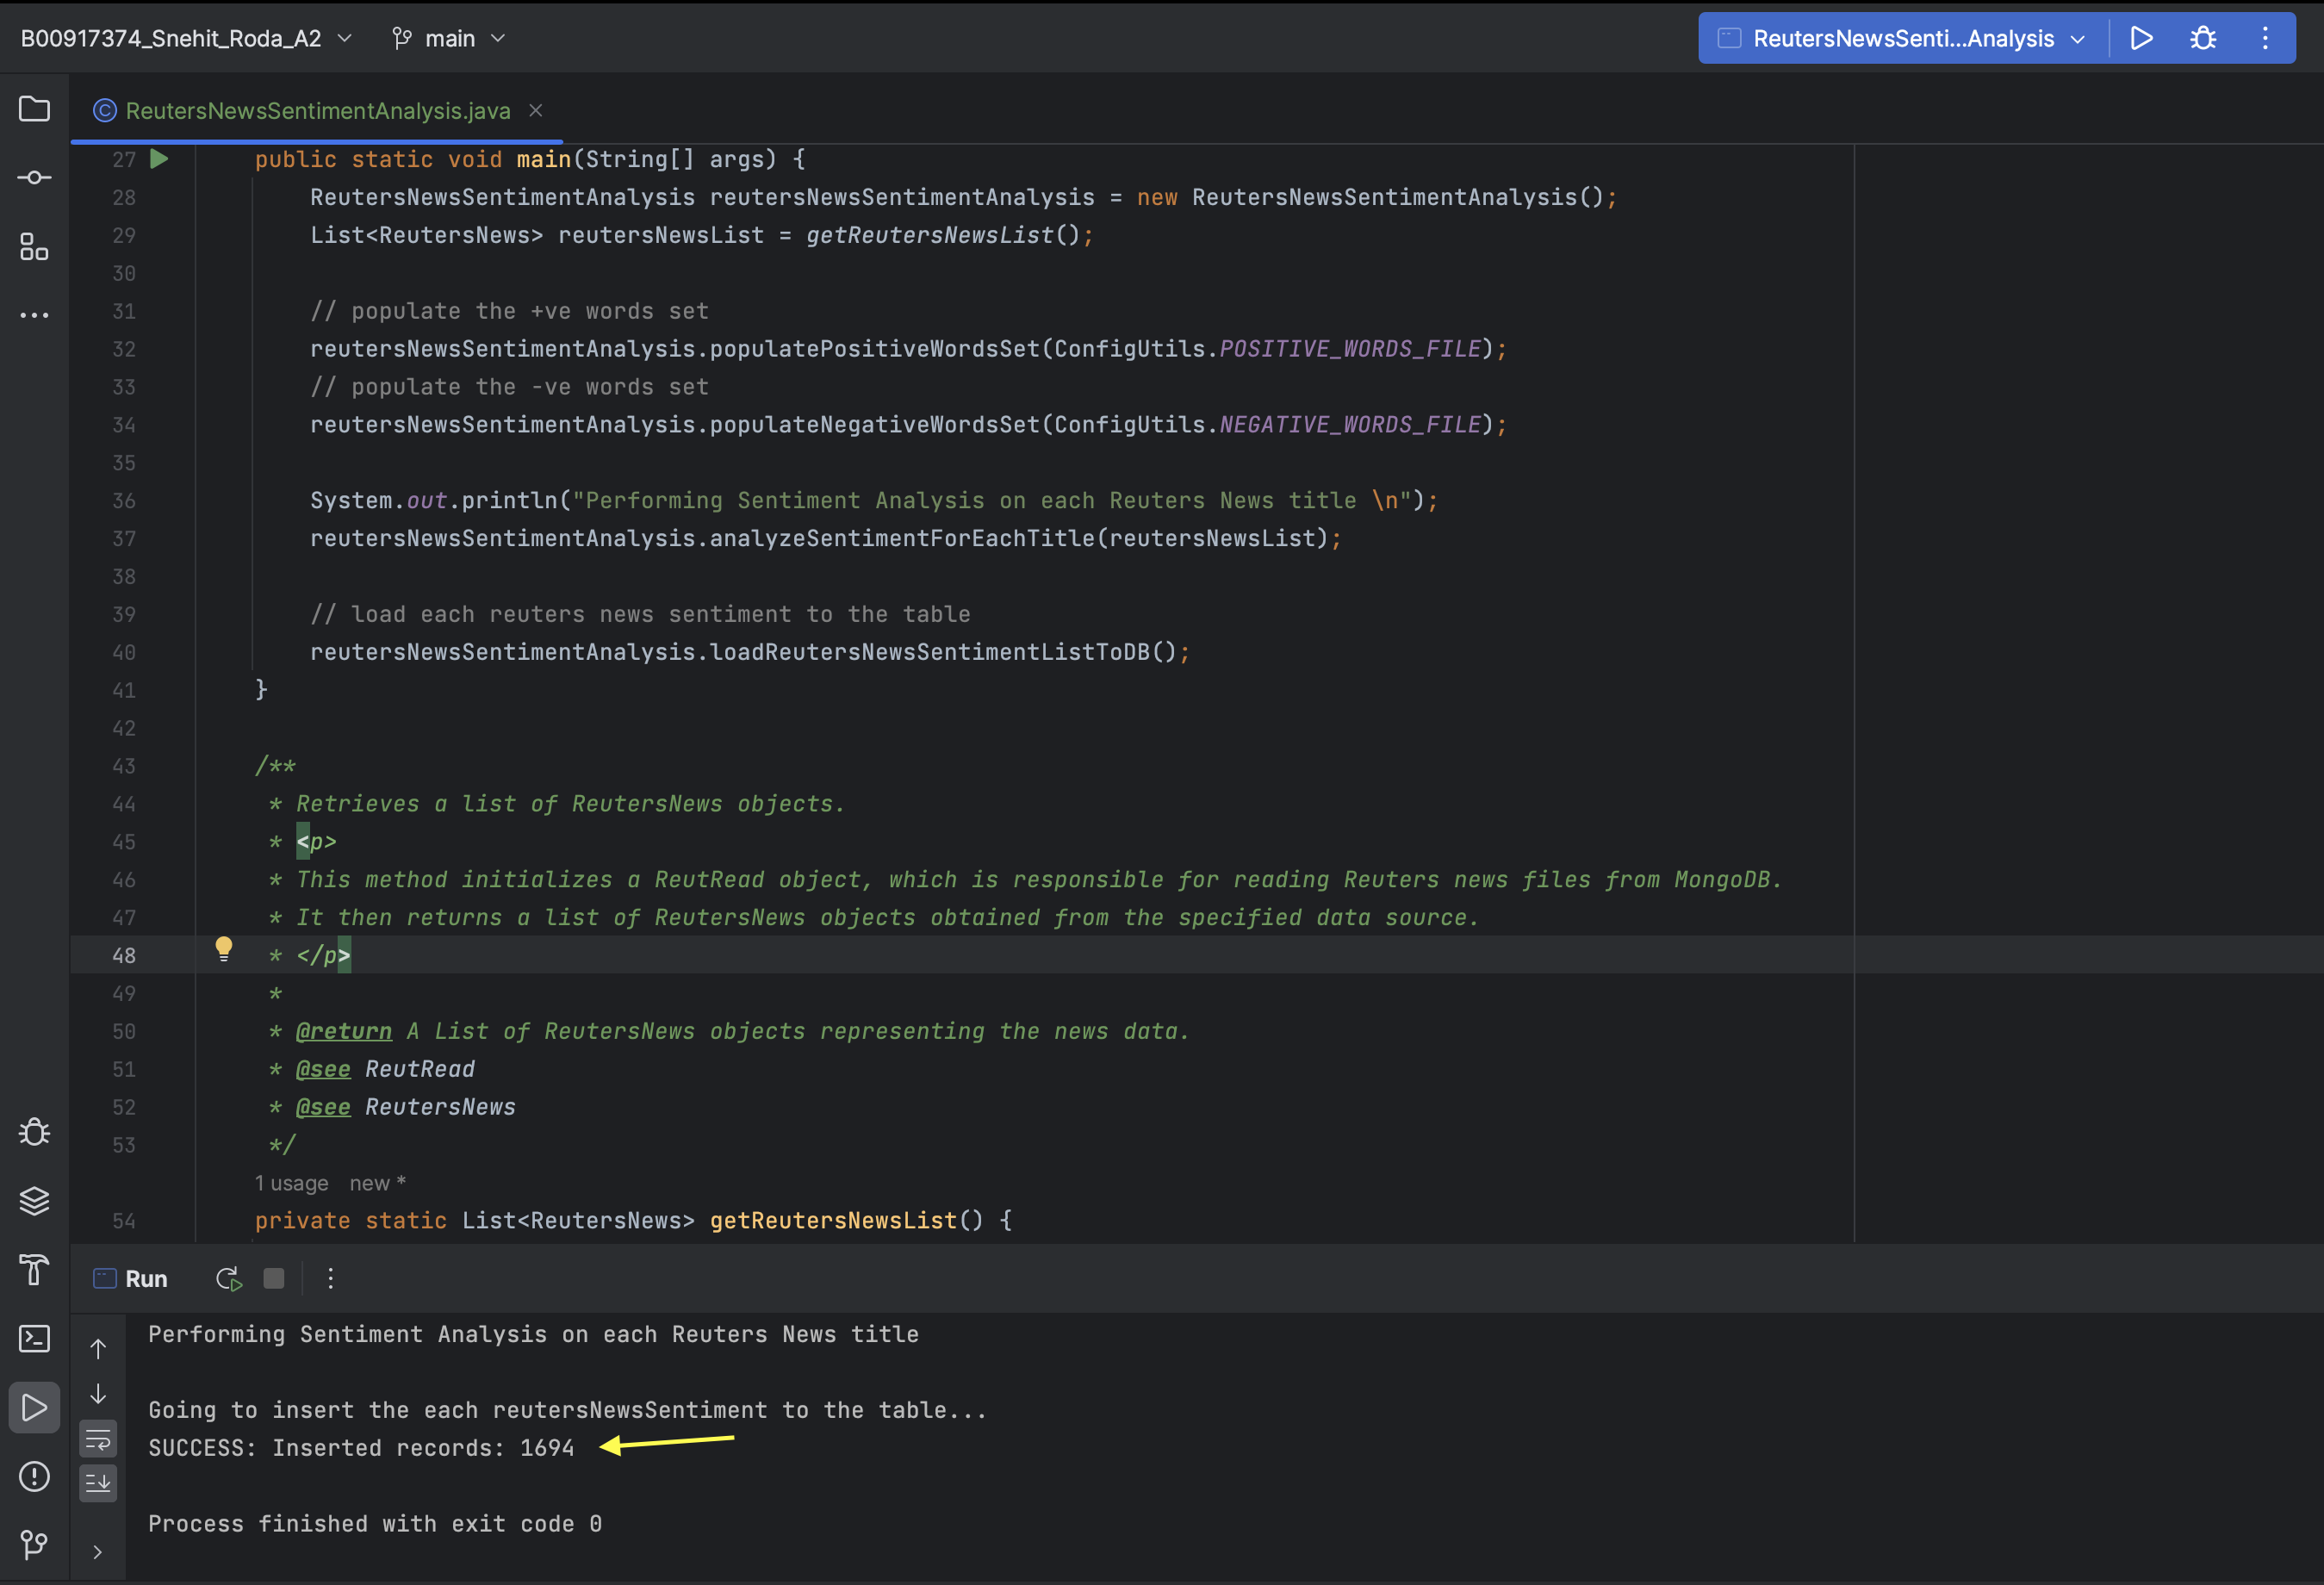 B00917374_Snehit_Roda_A2 main ReutersNewsSenti...Analysis
ReutersNewsSentimentAnalysis.java
27 public static void main(String[] args) {
28 ReutersNewsSentimentAnalysis reutersNewsSentimentAnalysis = new ReutersNewsSentimentAnalysis();
29 List<ReutersNews> reutersNewsList = getReutersNewsList();
30
31 // populate the +ve words set
32 reutersNewsSentimentAnalysis.populatePositiveWordsSet(ConfigUtils.POSITIVE_WORDS_FILE);
33 // populate the -ve words set
34 reutersNewsSentimentAnalysis.populateNegativeWordsSet(ConfigUtils.NEGATIVE_WORDS_FILE);
35
36 System.out.println("Performing Sentiment Analysis on each Reuters News title \n");
37 reutersNewsSentimentAnalysis.analyzeSentimentForEachTitle(reutersNewsList);
38
39 // load each reuters news sentiment to the table
40 reutersNewsSentimentAnalysis.loadReutersNewsSentimentListToDB();
41 }
42
43 /**
44 * Retrieves a list of ReutersNews objects.
45 * <p>
46 * This method initializes a ReutRead object, which is responsible for reading Reuters news files from MongoDB.
47 * It then returns a list of ReutersNews objects obtained from the specified data source.
48 * </p>
49 *
50 * @return A List of ReutersNews objects representing the news data.
51 * @see ReutRead
52 * @see ReutersNews
53 */
1 usage new *
54 private static List<ReutersNews> getReutersNewsList() {
Run
Performing Sentiment Analysis on each Reuters News title
Going to insert the each reutersNewsSentiment to the table...
SUCCESS: Inserted records: 1694
Process finished with exit code 0